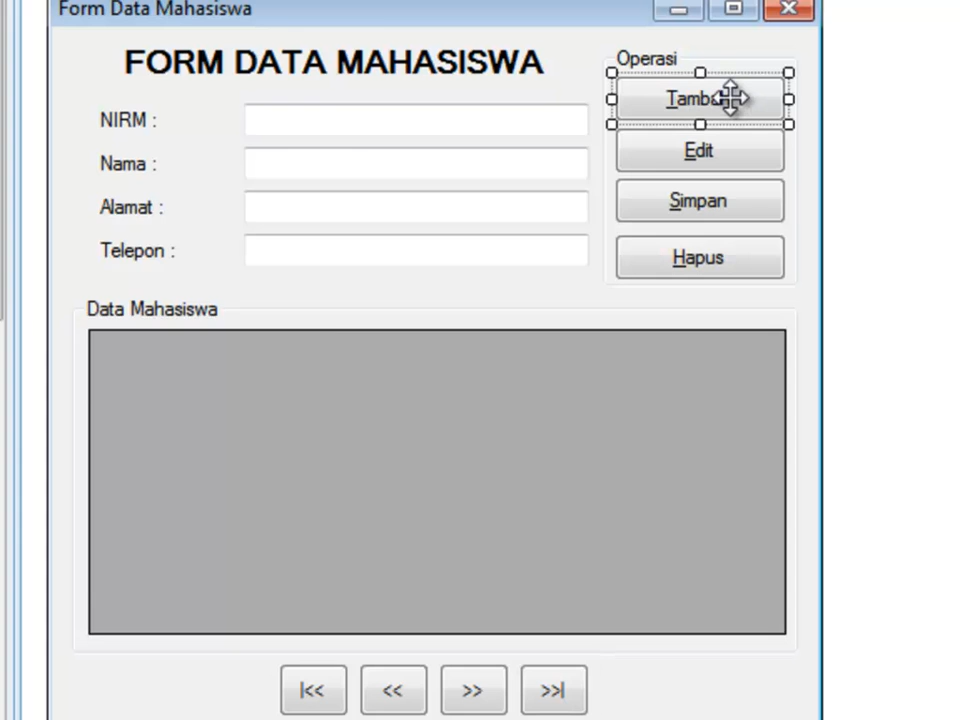 Form Data Mahasiswa
FORM DATA MAHASISWA
Operasi
NIRM :
Nama :
Alamat :
Telepon :
Edit
Simpan
Hapus
Data Mahasiswa
|<<
<<
>>
>>|